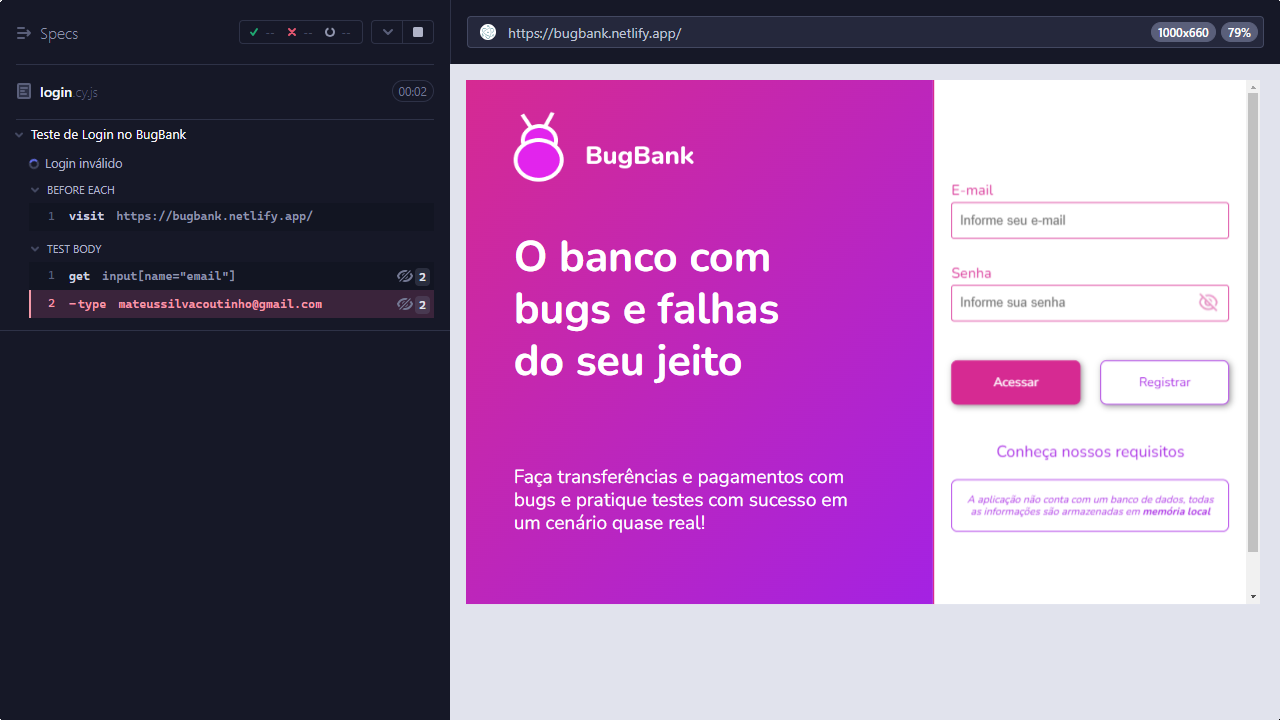 Specs
-- -- --
https://bugbank.netlify.app/
1000x660
79%
login cy.js
00:02
Teste de Login no BugBank
Login inválido
BEFORE EACH
1 visit https://bugbank.netlify.app/
TEST BODY
1 get input[name="email"] 2
2 -type mateussilvacoutinho@gmail.com 2
BugBank
O banco com
bugs e falhas
do seu jeito
Faça transferências e pagamentos com
bugs e pratique testes com sucesso em
um cenário quase real!
E-mail
Informe seu e-mail
Senha
Informe sua senha
Acessar
Registrar
Conheça nossos requisitos
A aplicação não conta com um banco de dados, todas
as informações são armazenadas em memória local